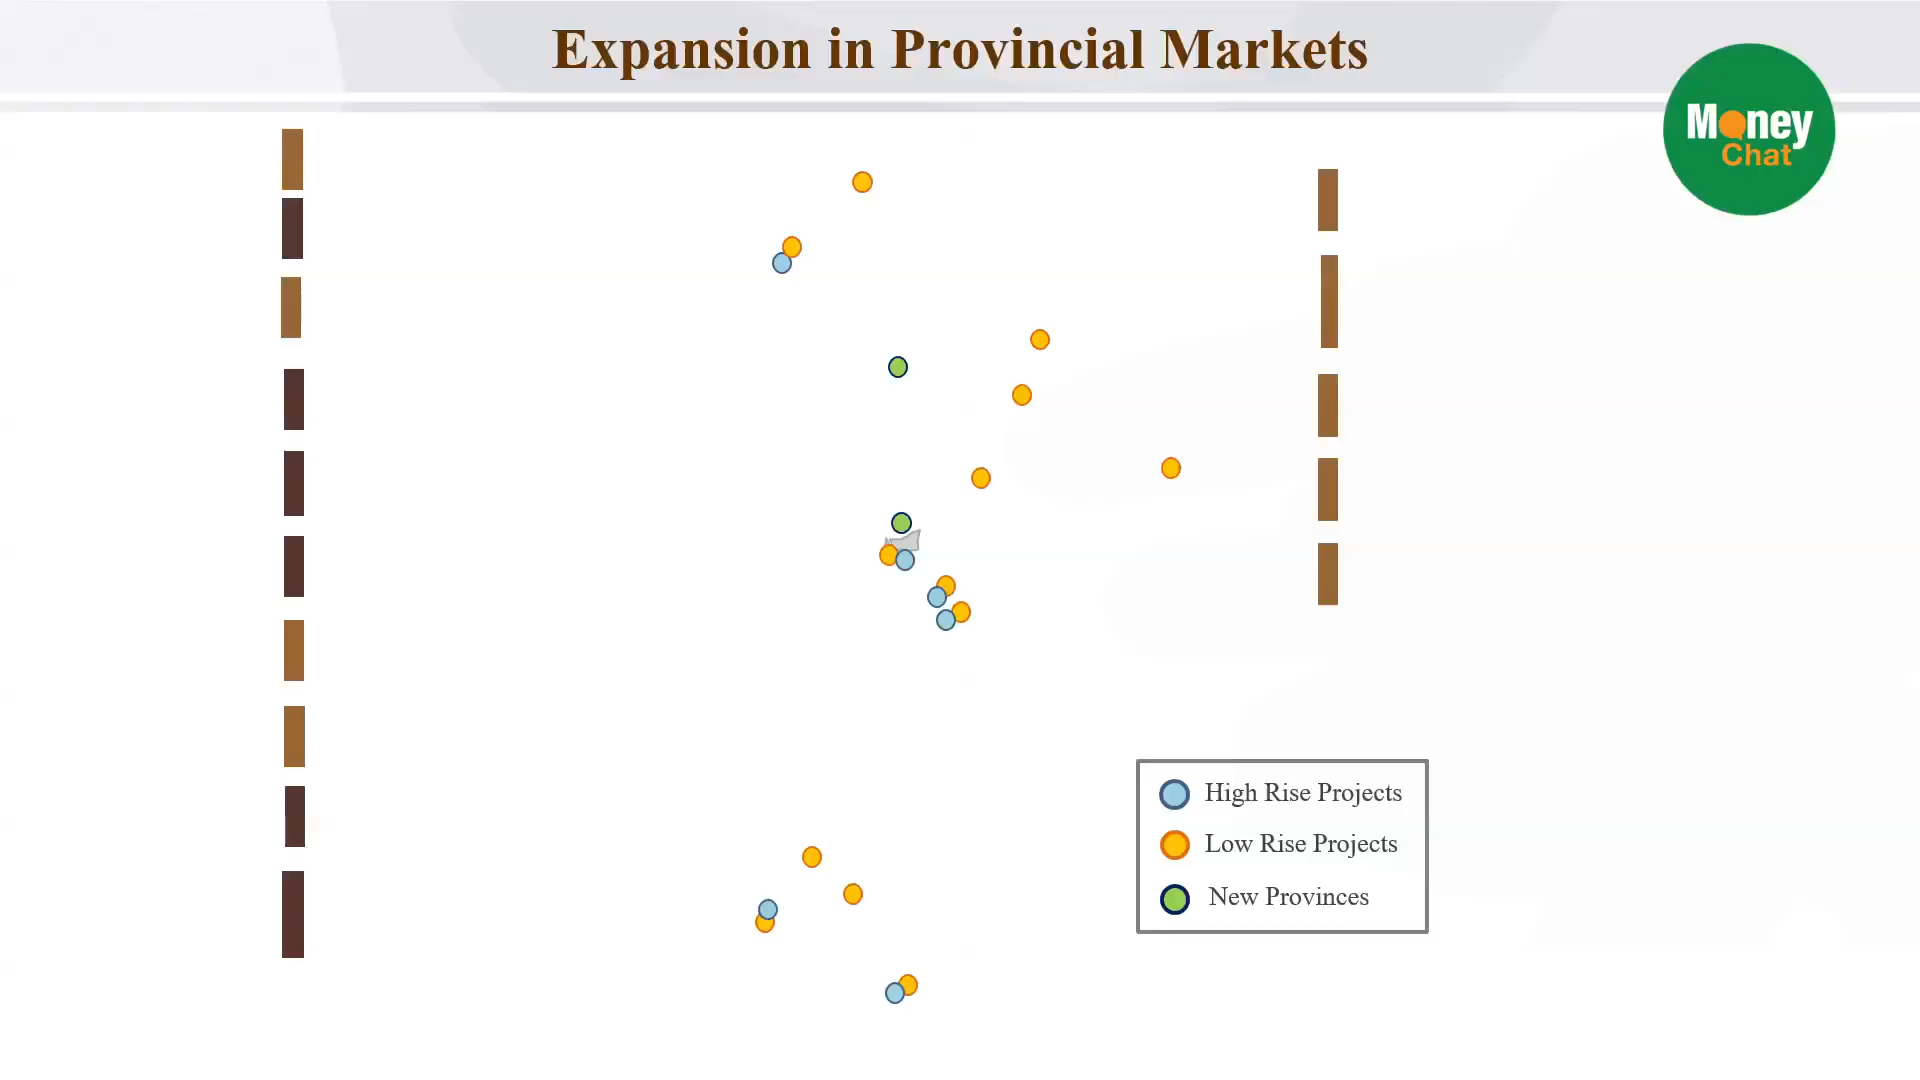 Expansion in Provincial Markets
Money
Chat
High Rise Projects
Low Rise Projects
New Provinces